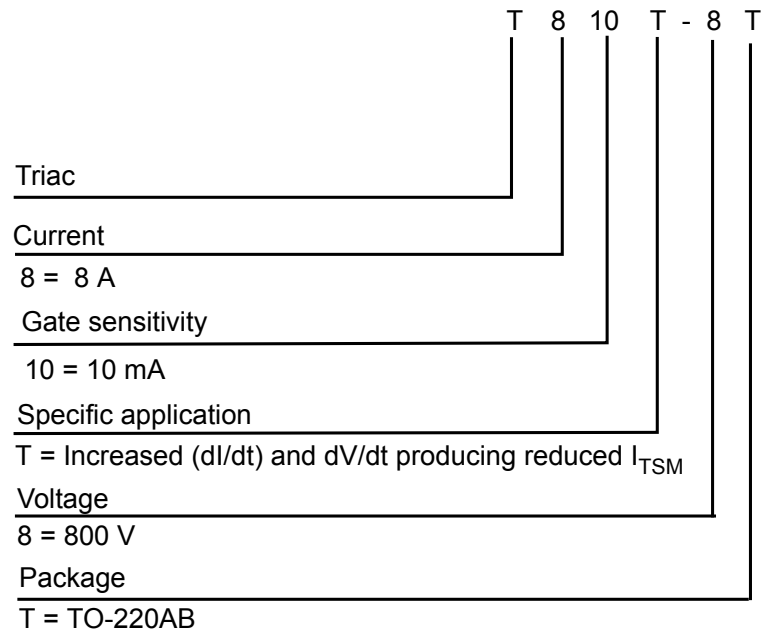 T 8 10 T - 8 T
Triac
Current
8 = 8 A
Gate sensitivity
10 = 10 mA
Specific application
T = Increased (dI/dt) and dV/dt producing reduced ITSM
Voltage
8 = 800 V
Package
T = TO-220AB